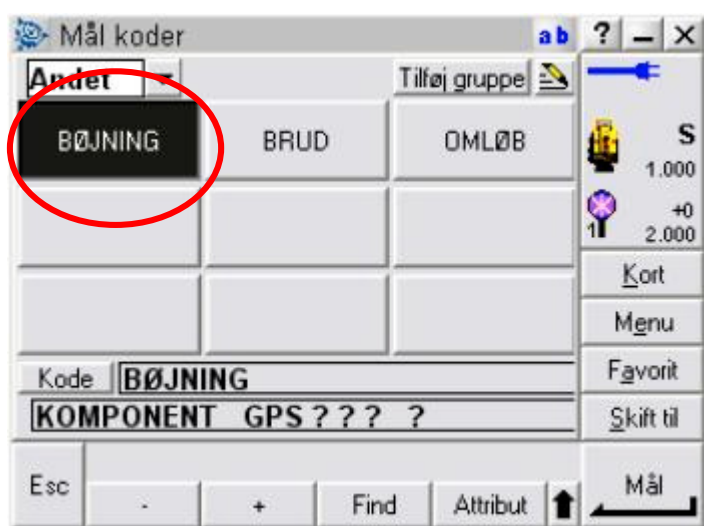 Mål koder ab ? _ X
Andet Tilføj gruppe
BØJNING BRUD OMLØB
S
1.000
+0
1 2.000
Kort
Menu
Kode BØJNING
Favorit
KOMPONENT GPS ? ? ? ?
Skift til
Esc - + Find Attribut Mål